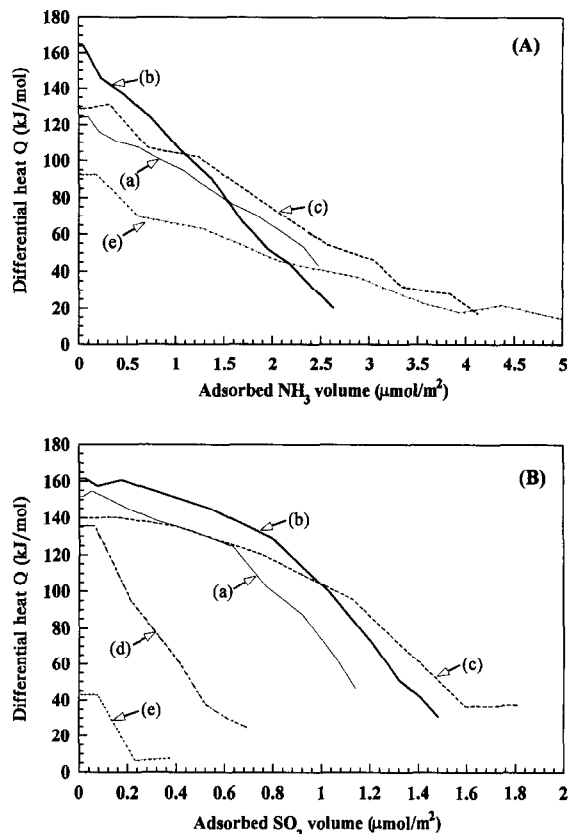 (A)
Differential heat Q (kJ/mol)
180
160
140
120
100
80
60
40
20
0
(b)
(a)
(c)
(e)
0 0.5 1 1.5 2 2.5 3 3.5 4 4.5 5
Adsorbed NH3 volume (μmol/m²)
(B)
Differential heat Q (kJ/mol)
180
160
140
120
100
80
60
40
20
0
(b)
(a)
(d)
(c)
(e)
0 0.2 0.4 0.6 0.8 1 1.2 1.4 1.6 1.8 2
Adsorbed SO2 volume (μmol/m²)